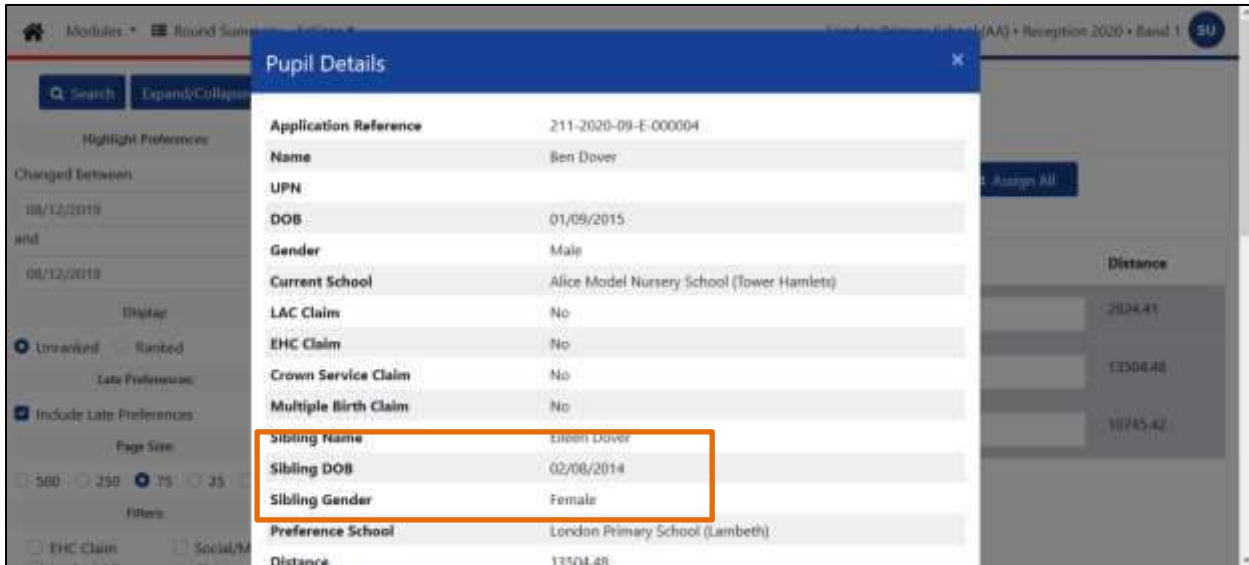 Modules Round Summary Actions London Primary School (AA) • Reception 2020 • Band 1 SU
Pupil Details ×
Search Expand/Collapse
Highlight Preferences
Changed between
08/12/2019
and
08/12/2019
Display
Unranked Ranked
Late Preferences:
Include Late Preferences
Page Size:
500 250 75 25
Filters
EHC Claim Social/M
Application Reference 211-2020-09-E-000004
Name Ben Dover
UPN
DOB 01/09/2015
Gender Male
Current School Alice Model Nursery School (Tower Hamlets)
LAC Claim No
EHC Claim No
Crown Service Claim No
Multiple Birth Claim No
Sibling Name Eileen Dover
Sibling DOB 02/08/2014
Sibling Gender Female
Preference School London Primary School (Lambeth)
Distance 13504.48
Assign All
Distance
2024.41
13504.48
10745.42